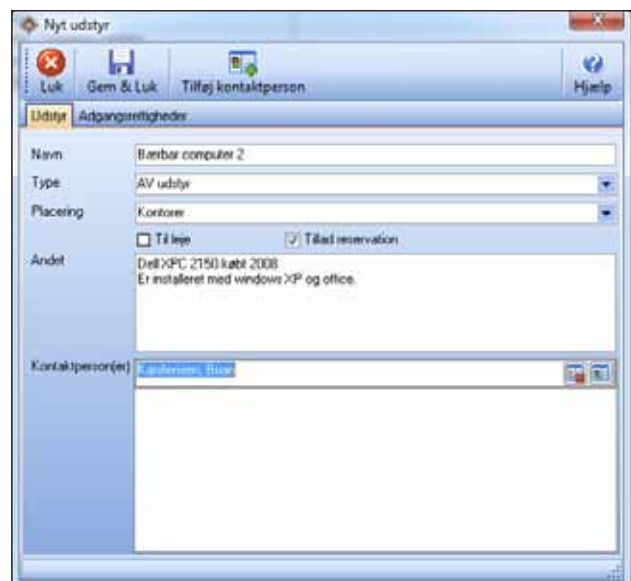 Nyt udstyr
Luk
Gem & Luk
Tilføj kontaktperson
Hjælp
Udstyr
Adgangsrettigheder
Navn
Bærbar computer 2
Type
AV udstyr
Placering
Kontorer
Til leje
Tillad reservation
Andet
Dell XPC 2150 købt 2008
Er installeret med windows XP og office.
Kontaktperson(er)